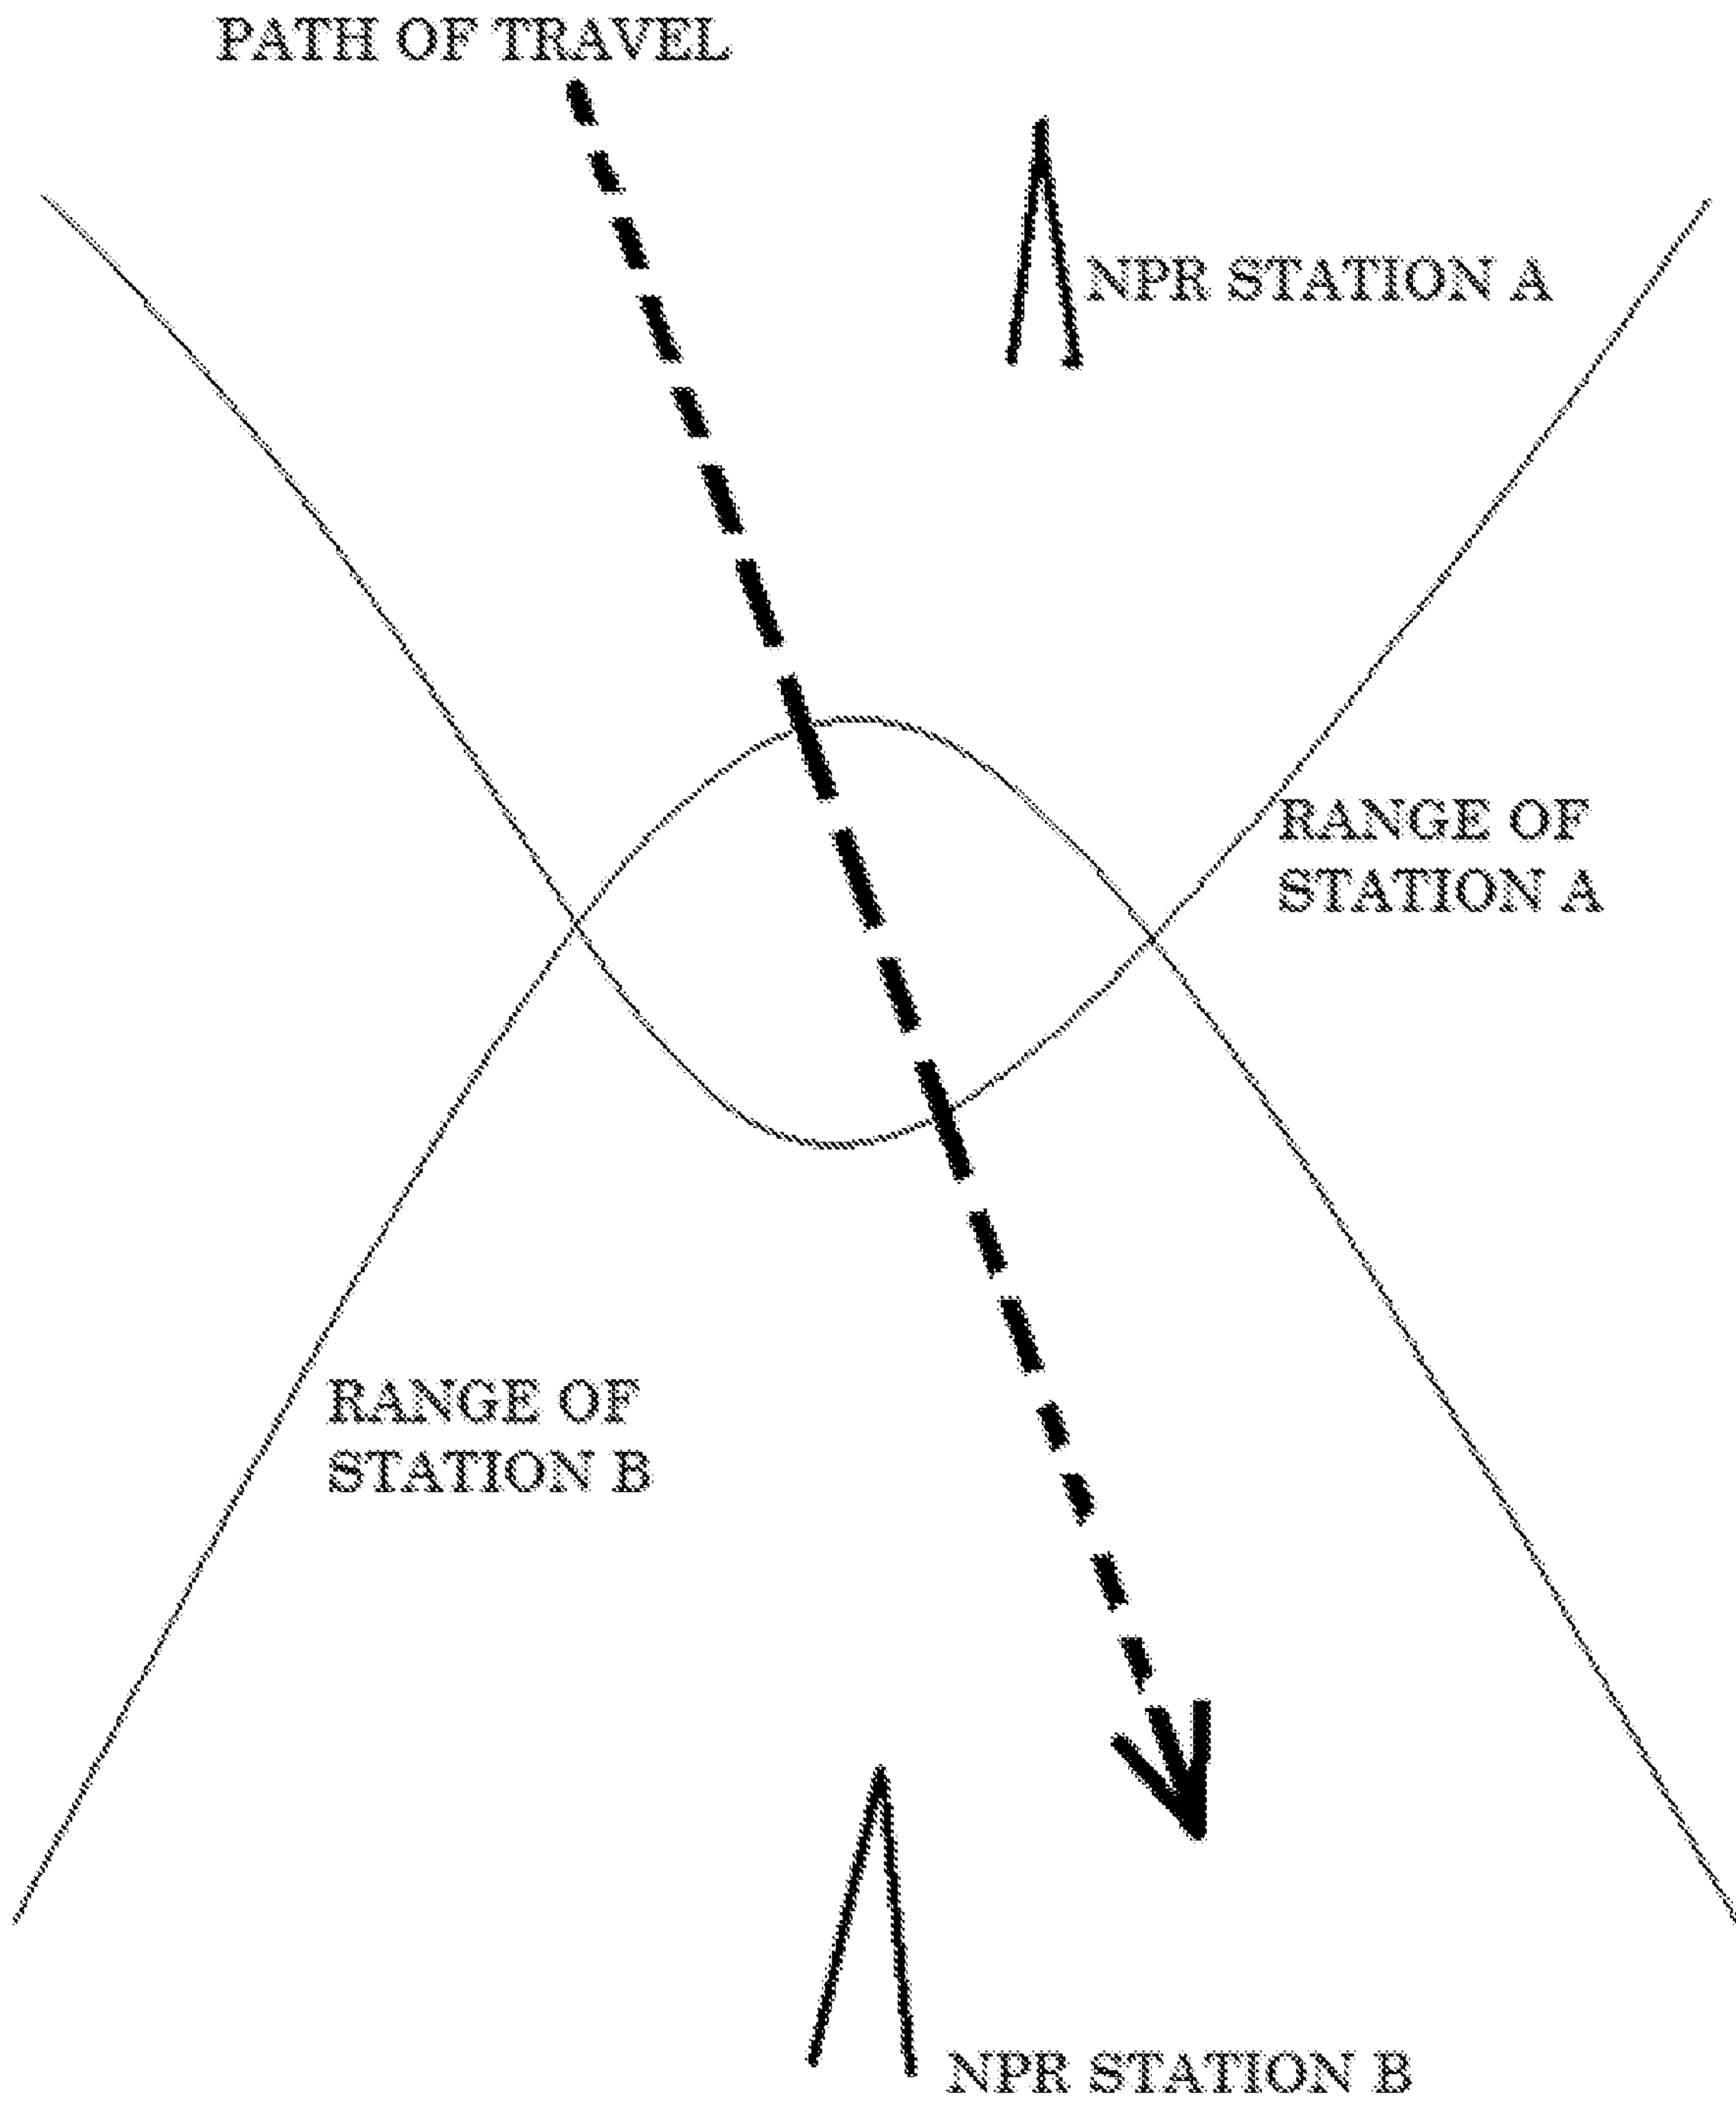 PATH OF TRAVEL
NPR STATION A
RANGE OF
STATION A
RANGE OF
STATION B
NPR STATION B